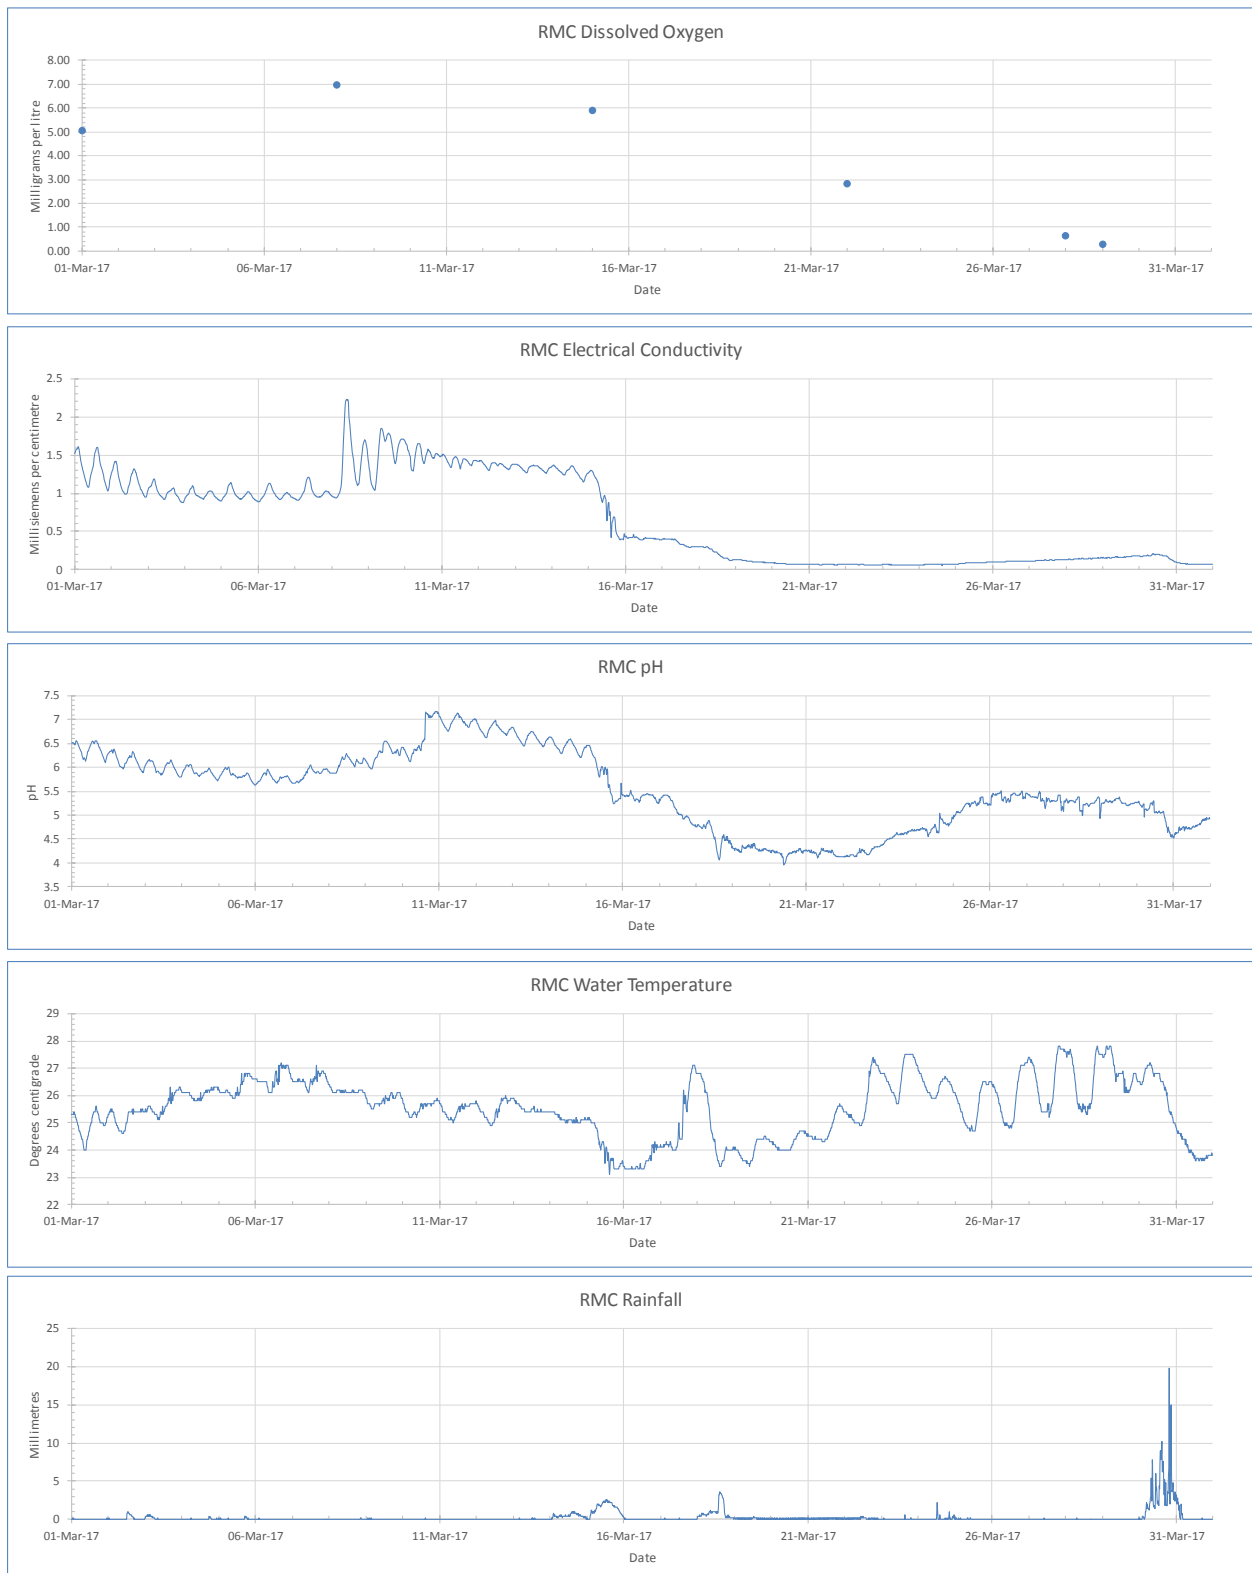 RMC Dissolved Oxygen
Milligrams per litre
8.00
7.00
6.00
5.00
4.00
3.00
2.00
1.00
0.00
01-Mar-17 06-Mar-17 11-Mar-17 16-Mar-17 21-Mar-17 26-Mar-17 31-Mar-17
Date
RMC Electrical Conductivity
Milli siemens per centimetre
2.5
2
1.5
1
0.5
0
01-Mar-17 06-Mar-17 11-Mar-17 16-Mar-17 21-Mar-17 26-Mar-17 31-Mar-17
Date
RMC pH
pH
7.5
7
6.5
6
5.5
5
4.5
4
3.5
01-Mar-17 06-Mar-17 11-Mar-17 16-Mar-17 21-Mar-17 26-Mar-17 31-Mar-17
Date
RMC Water Temperature
Degrees centigrade
29
28
27
26
25
24
23
22
01-Mar-17 06-Mar-17 11-Mar-17 16-Mar-17 21-Mar-17 26-Mar-17 31-Mar-17
Date
RMC Rainfall
Millimetres
25
20
15
10
5
0
01-Mar-17 06-Mar-17 11-Mar-17 16-Mar-17 21-Mar-17 26-Mar-17 31-Mar-17
Date